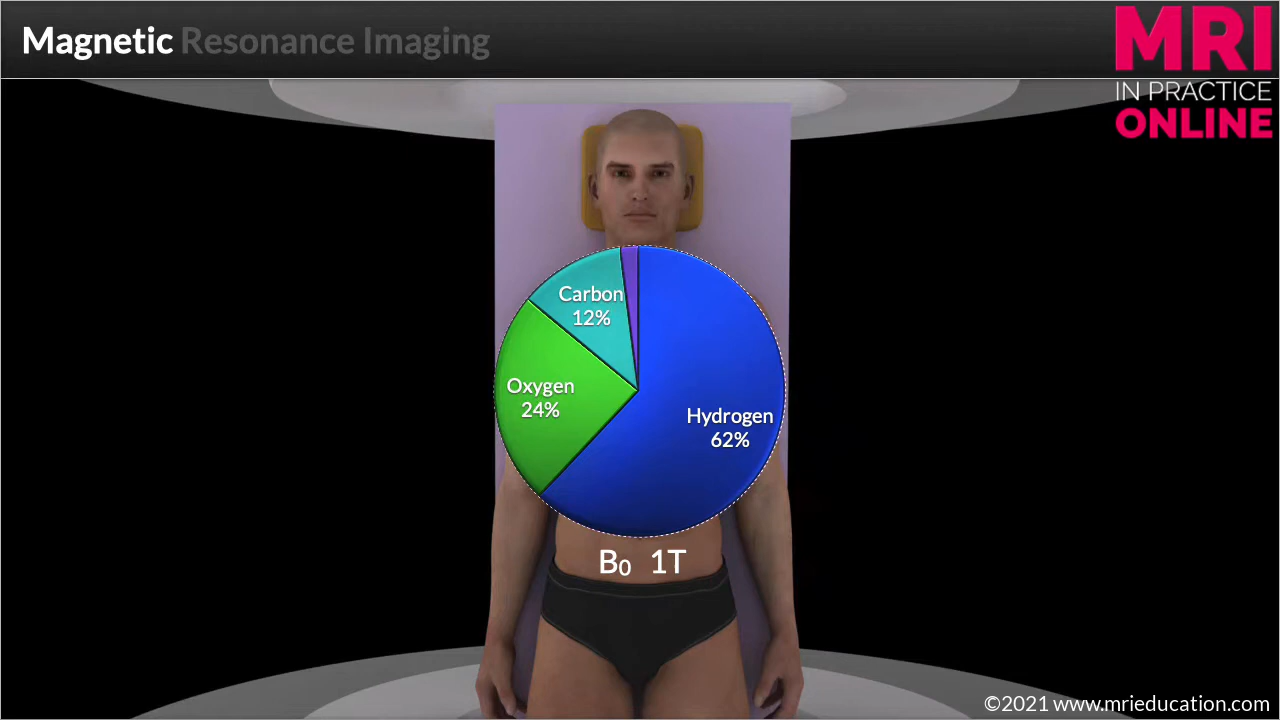 Magnetic Resonance Imaging
MRI
IN PRACTICE
ONLINE
Carbon
12%
Oxygen
24%
Hydrogen
62%
B₀ 1T
©2021 www.mrieducation.com